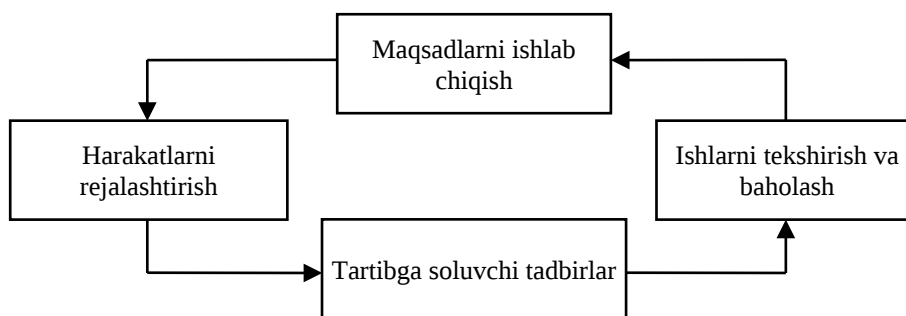 Maqsadlarni ishlab
chiqish
Harakatlarni
rejalashtirish
Ishlarni tekshirish va
baholash
Tartibga soluvchi tadbirlar